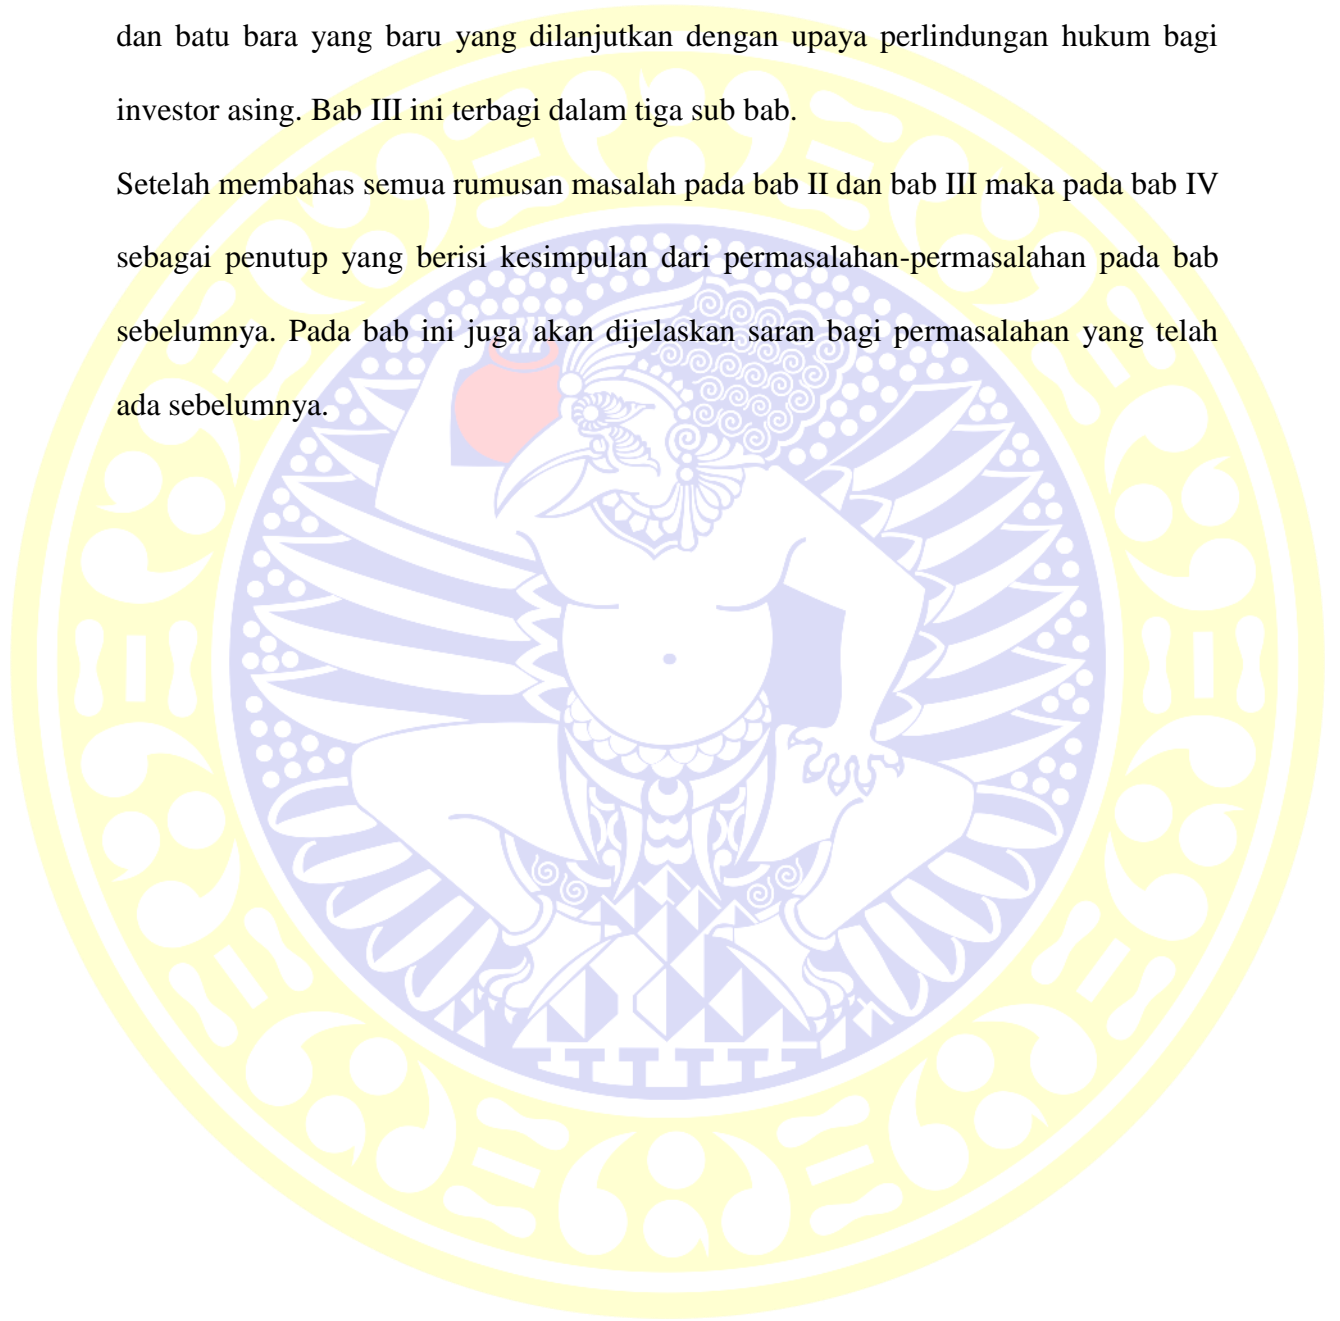 dan batu bara yang baru yang dilanjutkan dengan upaya perlindungan hukum bagi
investor asing. Bab III ini terbagi dalam tiga sub bab.
Setelah membahas semua rumusan masalah pada bab II dan bab III maka pada bab IV
sebagai penutup yang berisi kesimpulan dari permasalahan-permasalahan pada bab
sebelumnya. Pada bab ini juga akan dijelaskan saran bagi permasalahan yang telah
ada sebelumnya.